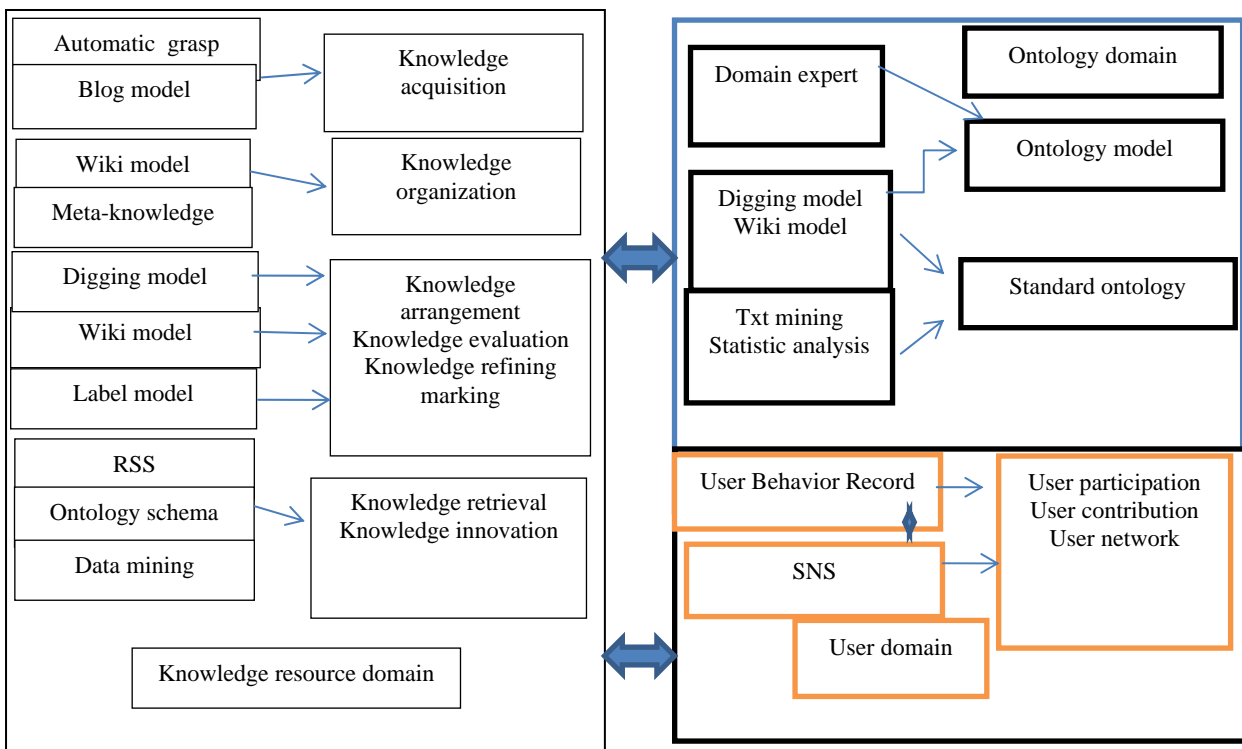 Automatic grasp
Blog model
Knowledge
acquisition
Wiki model
Meta-knowledge
Knowledge
organization
Digging model
Wiki model
Label model
Knowledge
arrangement
Knowledge evaluation
Knowledge refining
marking
RSS
Ontology schema
Data mining
Knowledge retrieval
Knowledge innovation
Knowledge resource domain
Domain expert
Ontology domain
Ontology model
Digging model
Wiki model
Standard ontology
Txt mining
Statistic analysis
User Behavior Record
User participation
User contribution
User network
SNS
User domain